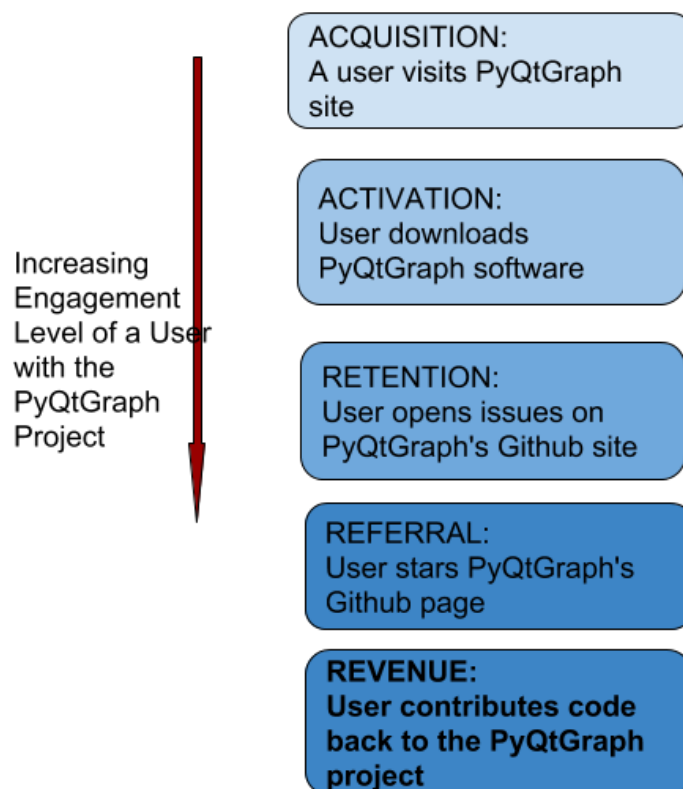 ACQUISITION:
A user visits PyQtGraph
site
ACTIVATION:
User downloads
PyQtGraph software
Increasing
Engagement
Level of a User
with the
PyQtGraph
Project
RETENTION:
User opens issues on
PyQtGraph's Github site
REFERRAL:
User stars PyQtGraph's
Github page
REVENUE:
User contributes code
back to the PyQtGraph
project